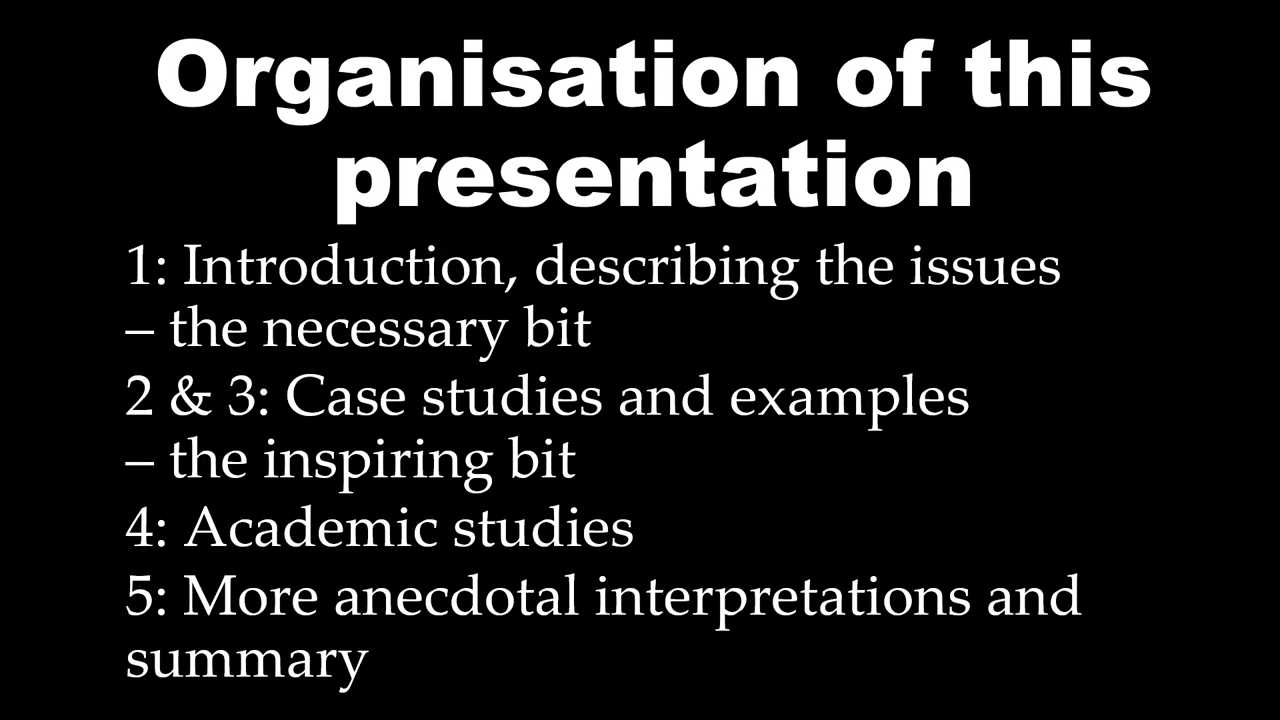 Organisation of this
presentation
1: Introduction, describing the issues
– the necessary bit
2 & 3: Case studies and examples
– the inspiring bit
4: Academic studies
5: More anecdotal interpretations and
summary